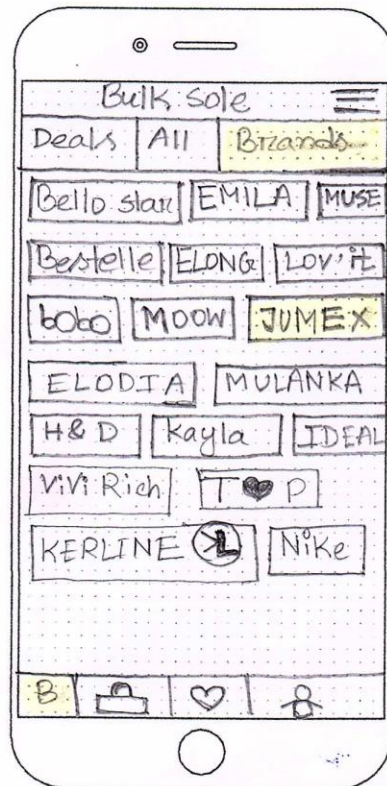 Bulk Sole
Deals All Brands
Bello star EMILA MUSE
Bestelle ELONG LOV'it
bobo MOOW JUMEX
ELODIA MULANKA
H & D Kayla IDEAL
ViVi Rich T♥P
KERLINE XL Nike
B